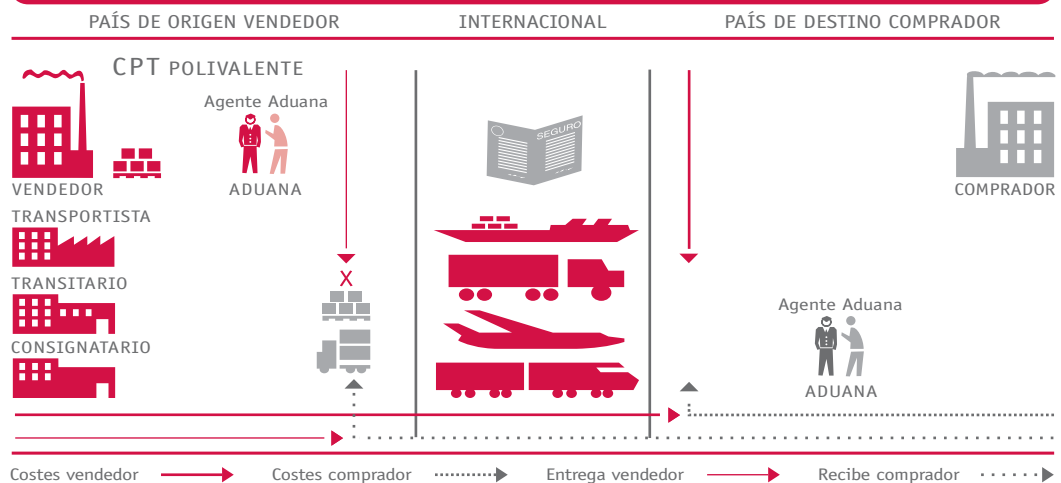 PAÍS DE ORIGEN VENDEDOR INTERNACIONAL PAÍS DE DESTINO COMPRADOR
CPT POLIVALENTE
Agente Aduana
SEGURO
VENDEDOR ADUANA COMPRADOR
TRANSPORTISTA
X
TRANSITARIO
Agente Aduana
CONSIGNATARIO
ADUANA
Costes vendedor Costes comprador Entrega vendedor Recibe comprador